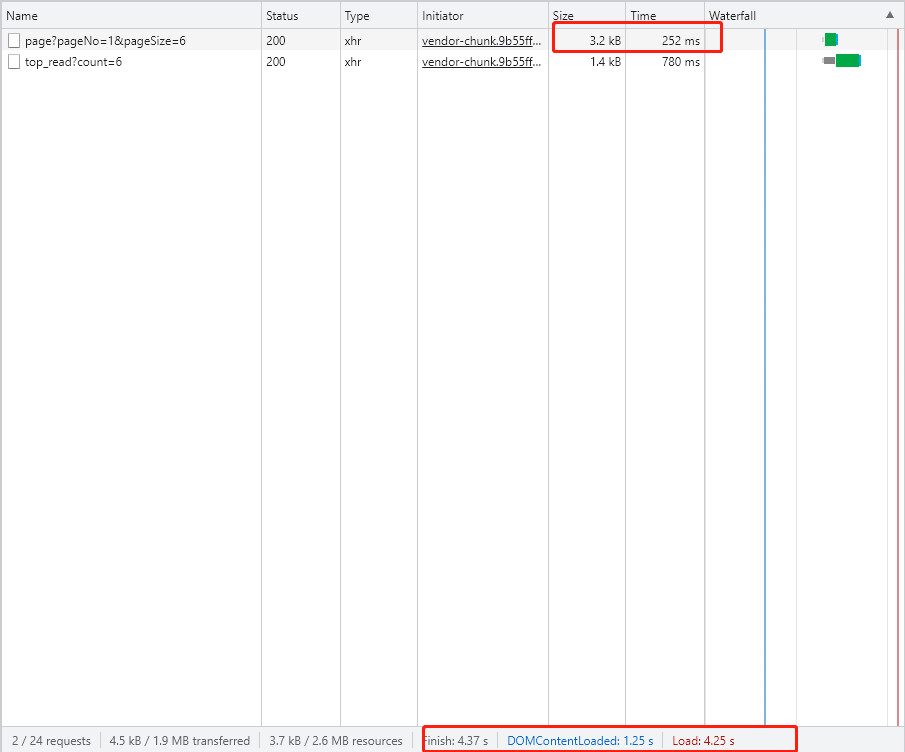 Name Status Type Initiator Size Time Waterfall
page?pageNo=1&pageSize=6 200 xhr vendor-chunk.9b55ff... 3.2 kB 252 ms
top_read?count=6 200 xhr vendor-chunk.9b55ff... 1.4 kB 780 ms
2 / 24 requests 4.5 kB / 1.9 MB transferred 3.7 kB / 2.6 MB resources Finish: 4.37 s DOMContentLoaded: 1.25 s Load: 4.25 s